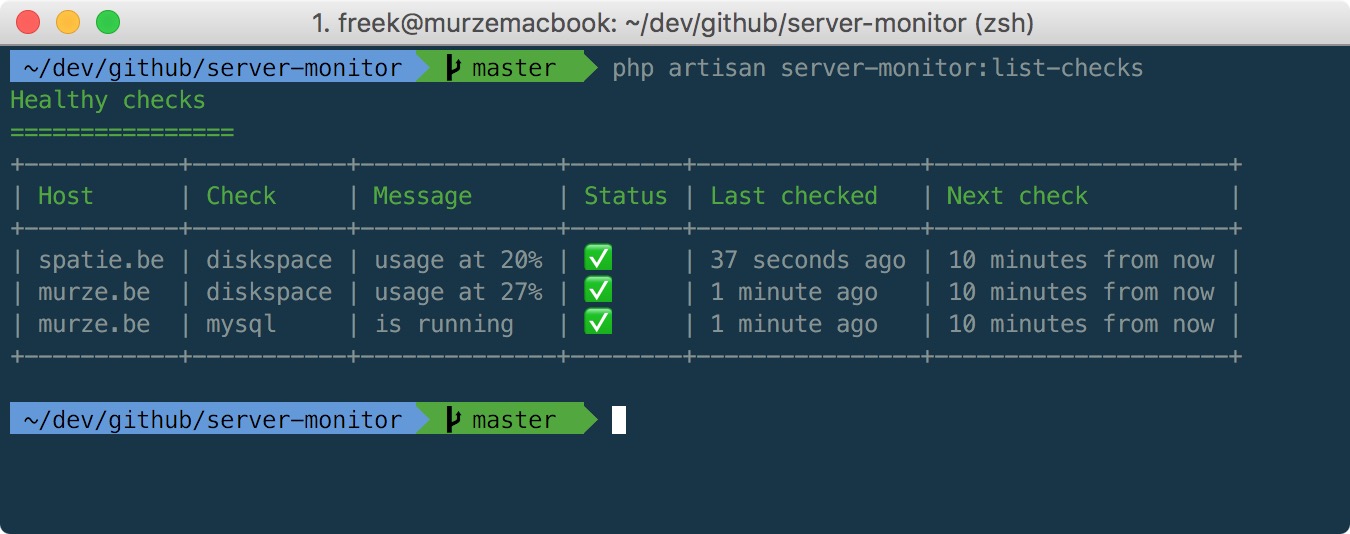 1. freek@murzemacbook: ~/dev/github/server-monitor (zsh)
~/dev/github/server-monitor master php artisan server-monitor:list-checks
Healthy checks
================
+-----------+-----------+--------------+--------+----------------+---------------------+
| Host      | Check     | Message      | Status | Last checked   | Next check          |
+-----------+-----------+--------------+--------+----------------+---------------------+
| spatie.be | diskspace | usage at 20% | ✅     | 37 seconds ago | 10 minutes from now |
| murze.be  | diskspace | usage at 27% | ✅     | 1 minute ago   | 10 minutes from now |
| murze.be  | mysql     | is running   | ✅     | 1 minute ago   | 10 minutes from now |
+-----------+-----------+--------------+--------+----------------+---------------------+
~/dev/github/server-monitor master